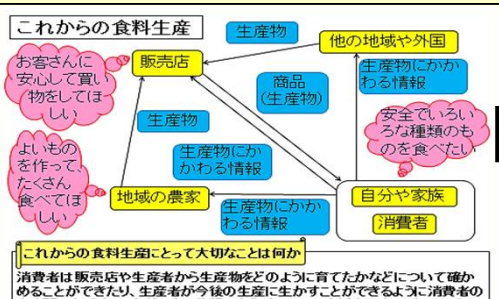 これからの食料生産
生産物
他の地域や外国
販売店
お客さんに
安心して買い
物をしてほ
しい
生産物にかか
わる情報
商品
(生産物)
安全でいろい
ろな種類のも
のを食べたい
生産物
よいもの
を作って、
たくさん
食べてほ
しい
生産物にか
かわる情報
地域の農家
生産物にかか
わる情報
自分や家族
消費者
これからの食料生産にとって大切なことは何か
消費者は販売店や生産者から生産物をどのように育てたかなどについて確か
めることができたり、生産者が今後の生産に生かすことができるように消費者の